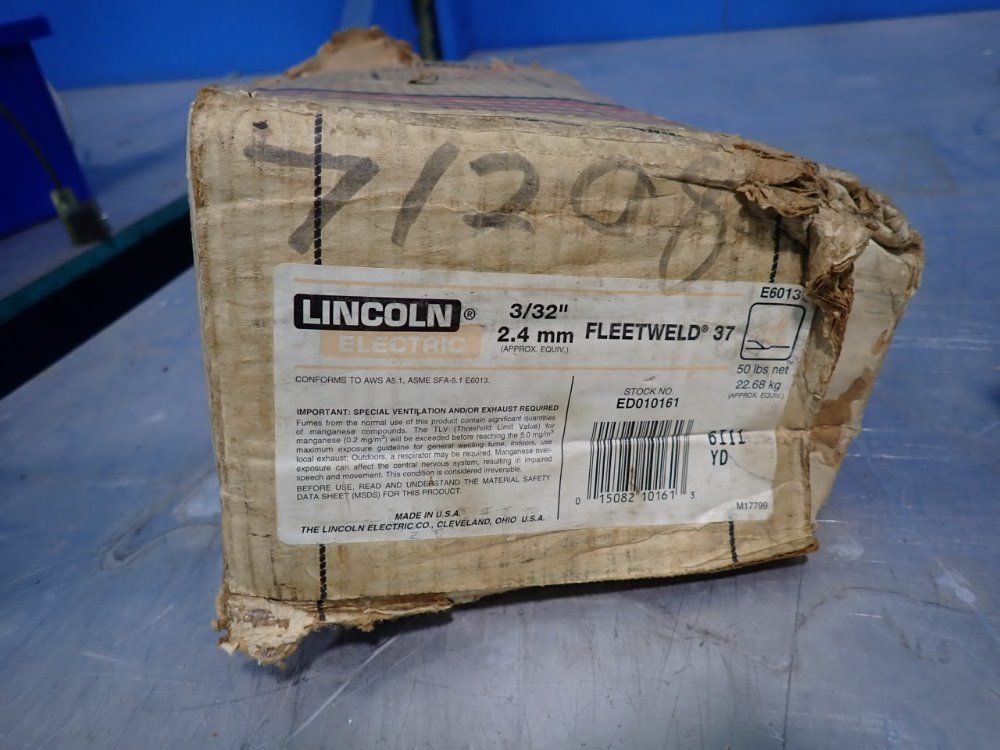 71208
LINCOLN ®
ELECTRIC
3/32"
2.4 mm
(APPROX. EQUIV.)
FLEETWELD® 37
E6013
50 lbs net
22.68 kg
(APPROX. EQUIV.)
CONFORMS TO AWS A5.1, ASME SFA-5.1 E6013.
IMPORTANT: SPECIAL VENTILATION AND/OR EXHAUST REQUIRED
Fumes from the normal use of this product contain significant quantities
of manganese compounds. The TLV (Threshold Limit Value) for
manganese (0.2 mg/m³) will be exceeded before reaching the 5.0 mg/m³
maximum exposure guideline for general welding fume. Indoors, use
local exhaust; Outdoors, a respirator may be required. Manganese over-
exposure can affect the central nervous system, resulting in impaired
speech and movement. This condition is considered irreversible.
BEFORE USE, READ AND UNDERSTAND THE MATERIAL SAFETY
DATA SHEET (MSDS) FOR THIS PRODUCT.
MADE IN U.S.A.
THE LINCOLN ELECTRIC CO., CLEVELAND, OHIO U.S.A.
STOCK NO.
ED010161
0 15082 10161 3
6111
YD
M17799